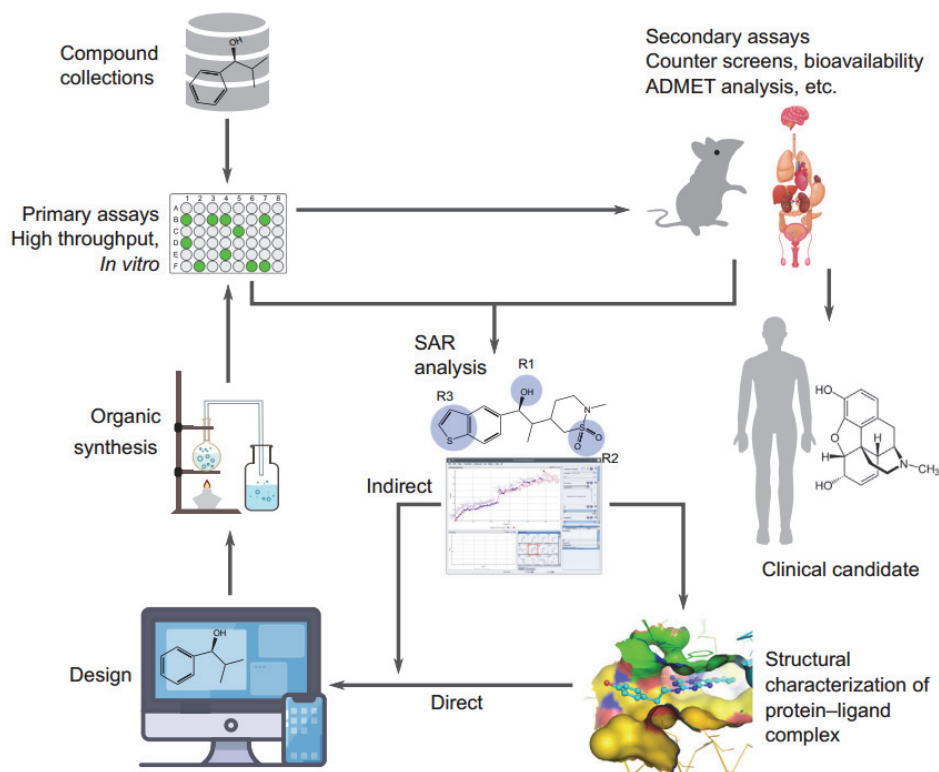 Compound
collections
OH
Secondary assays
Counter screens, bioavailability
ADMET analysis, etc.
Primary assays
High throughput,
In vitro
1 2 3 4 5 6 7 8
A
B
C
D
E
F
SAR
analysis
R1
OH
R3
S
N
S
O
O
R2
Organic
synthesis
Indirect
HO
O
H
H
N
CH₃
HO
Clinical candidate
Design
OH
Direct
Structural
characterization of
protein–ligand
complex